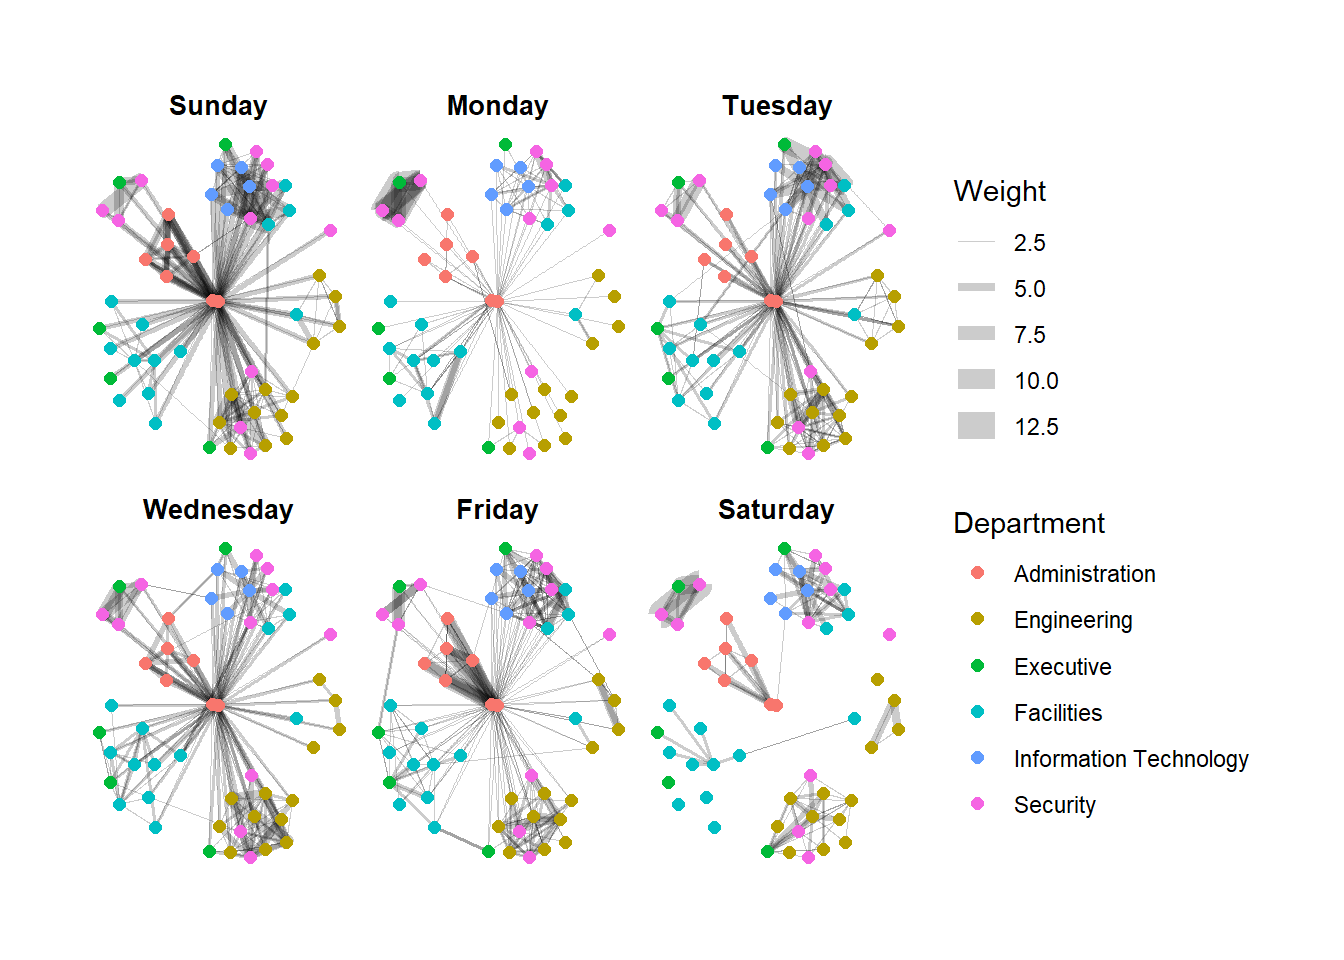 Sunday
Monday
Tuesday
Wednesday
Friday
Saturday
Weight
2.5
5.0
7.5
10.0
12.5
Department
Administration
Engineering
Executive
Facilities
Information Technology
Security